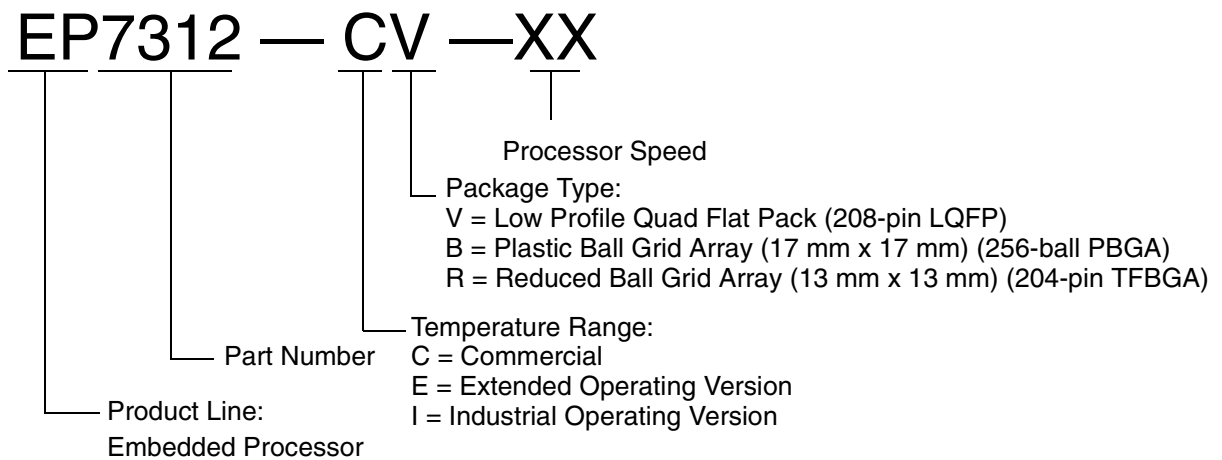 EP7312 — CV —XX
Processor Speed
Package Type:
V = Low Profile Quad Flat Pack (208-pin LQFP)
B = Plastic Ball Grid Array (17 mm x 17 mm) (256-ball PBGA)
R = Reduced Ball Grid Array (13 mm x 13 mm) (204-pin TFBGA)
Temperature Range:
C = Commercial
E = Extended Operating Version
I = Industrial Operating Version
Part Number
Product Line:
Embedded Processor